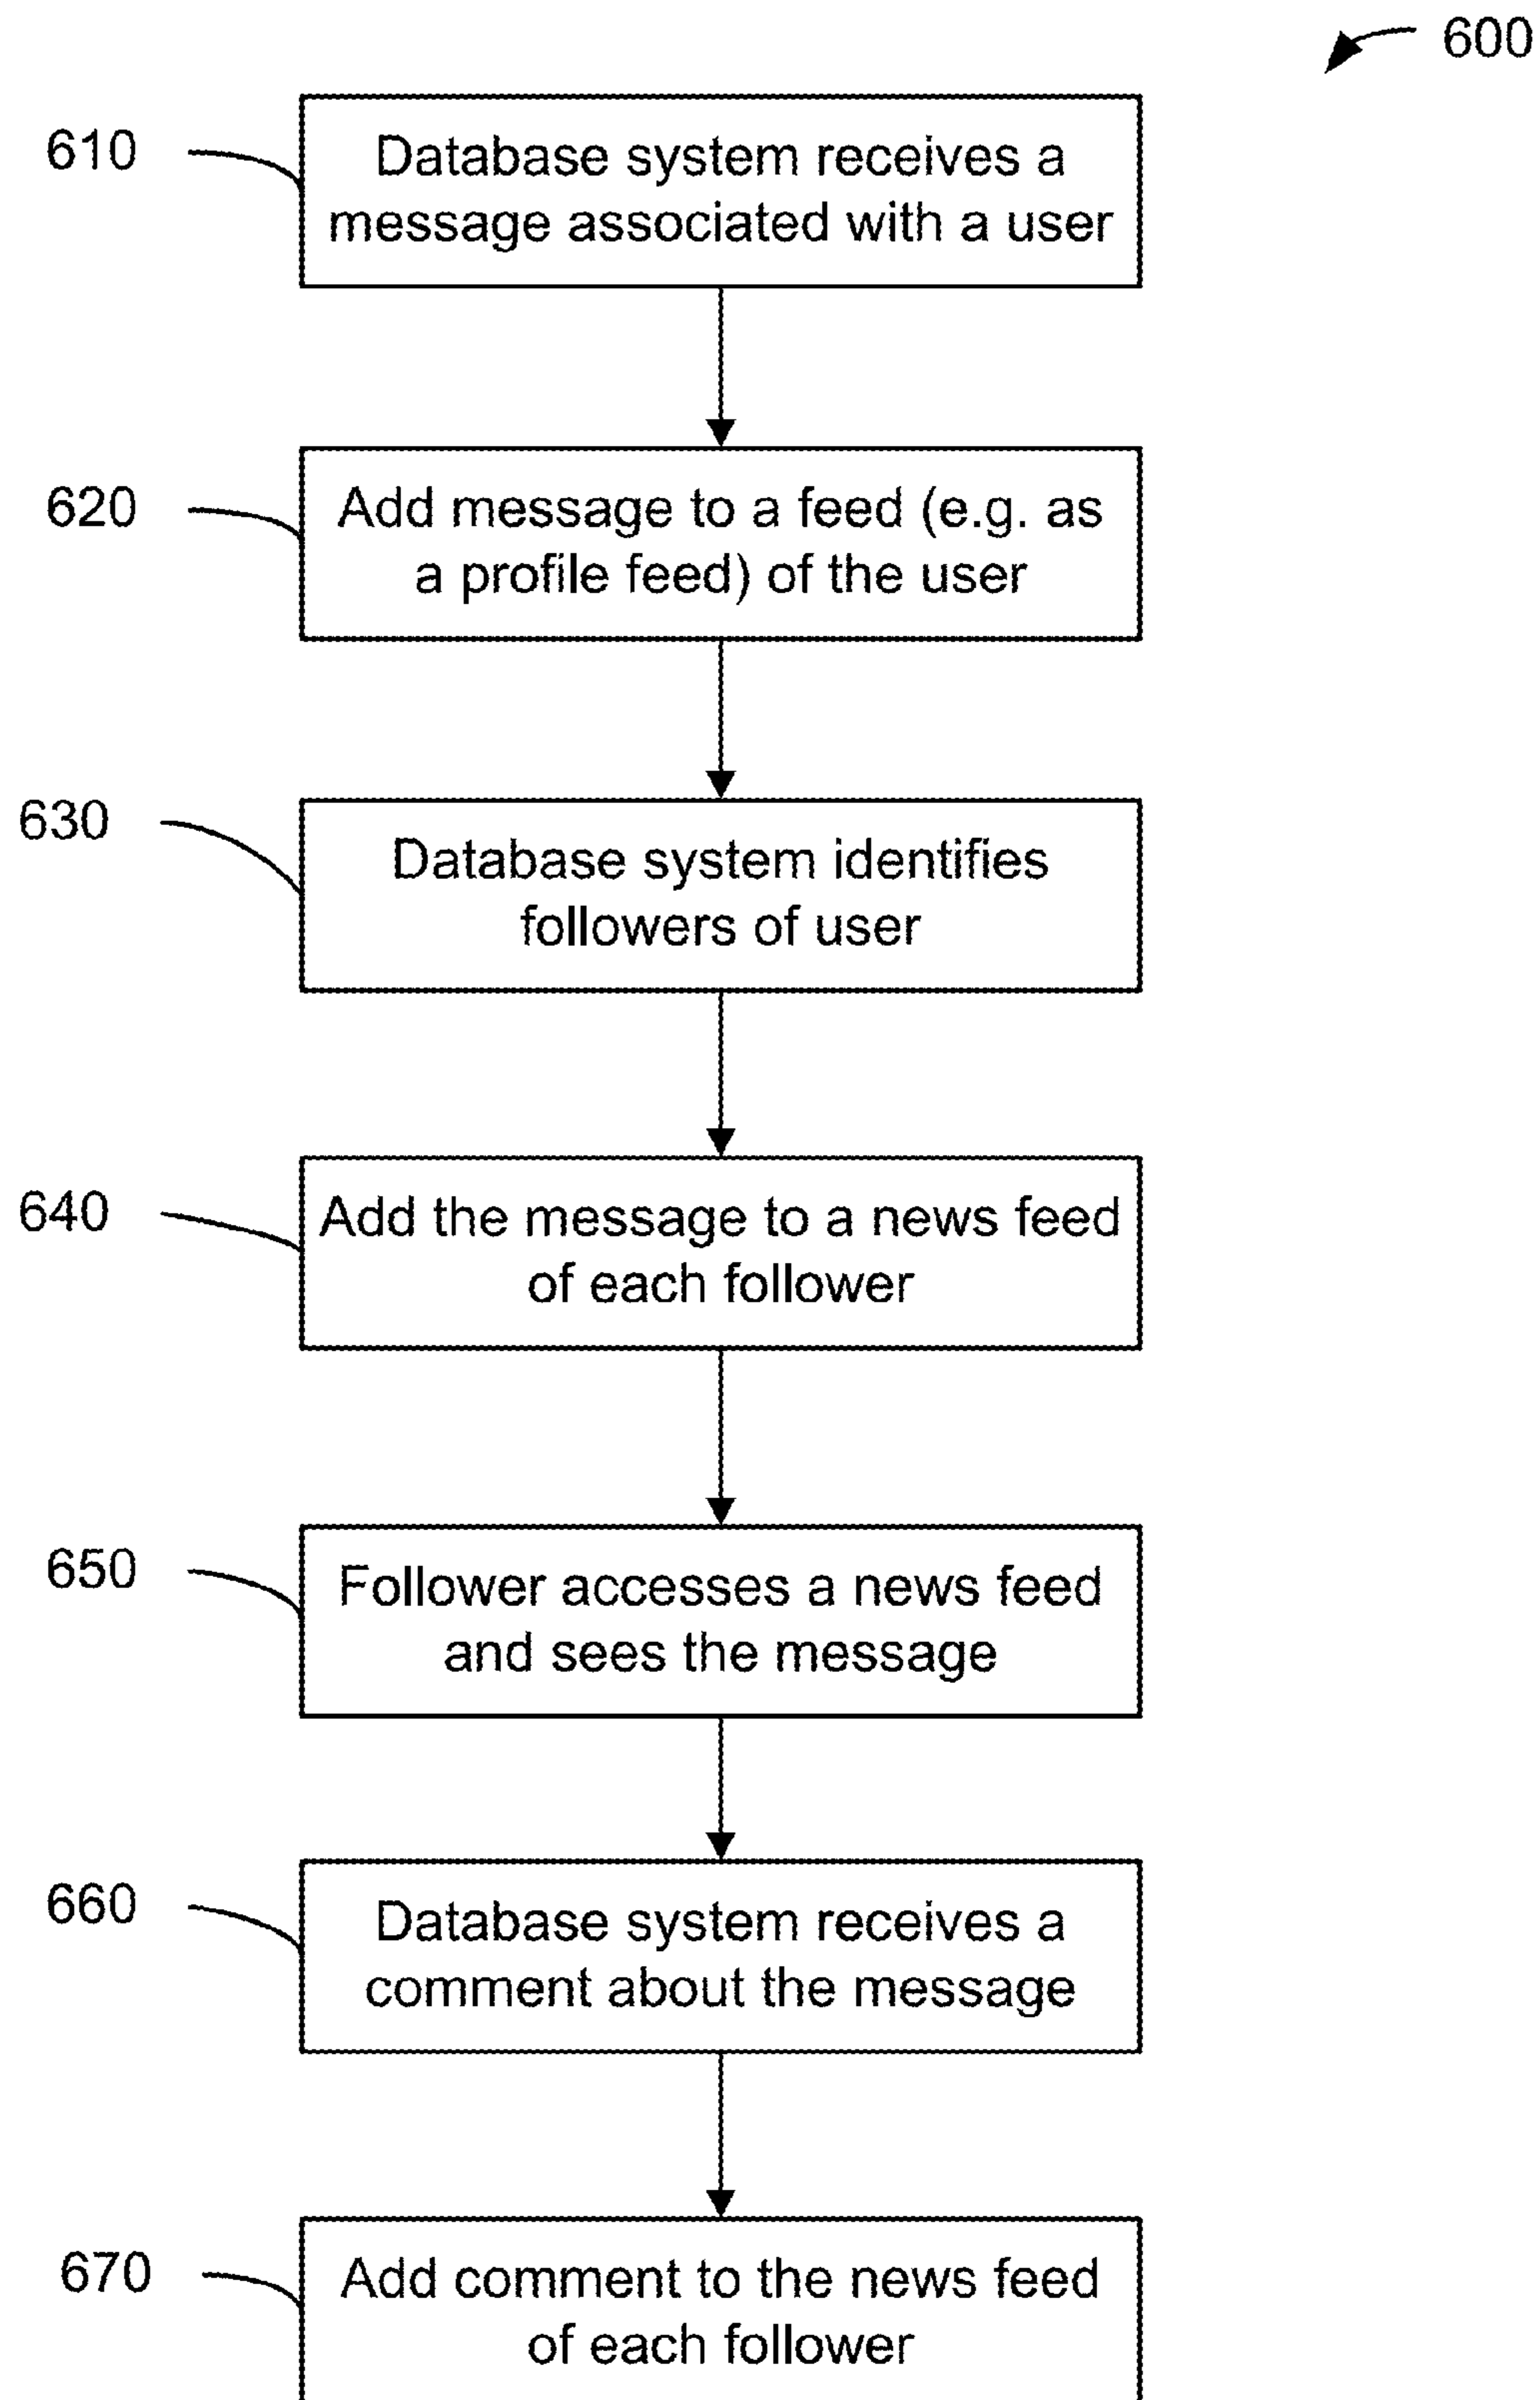 600
610
Database system receives a
message associated with a user
620
Add message to a feed (e.g. as
a profile feed) of the user
630
Database system identifies
followers of user
640
Add the message to a news feed
of each follower
650
Follower accesses a news feed
and sees the message
660
Database system receives a
comment about the message
670
Add comment to the news feed
of each follower